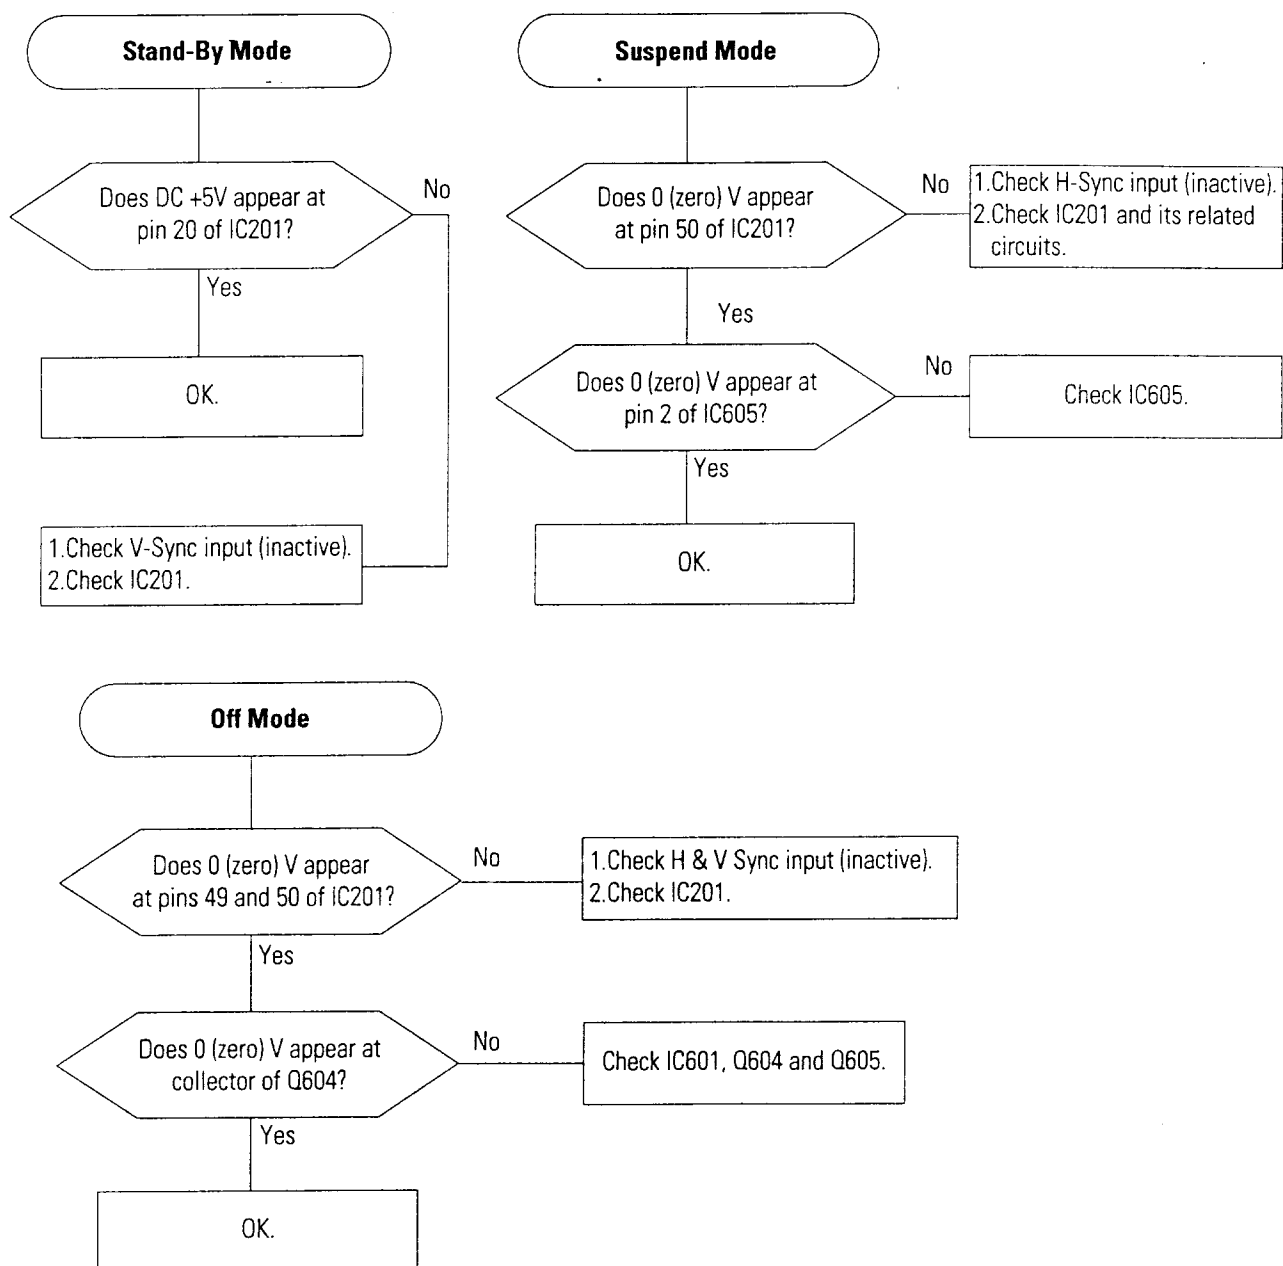 Stand-By Mode
Does DC +5V appear at
pin 20 of IC201?
No
Yes
OK.
1.Check V-Sync input (inactive).
2.Check IC201.
Suspend Mode
Does 0 (zero) V appear
at pin 50 of IC201?
No
1.Check H-Sync input (inactive).
2.Check IC201 and its related
circuits.
Yes
Does 0 (zero) V appear at
pin 2 of IC605?
No
Check IC605.
Yes
OK.
Off Mode
Does 0 (zero) V appear
at pins 49 and 50 of IC201?
No
1.Check H & V Sync input (inactive).
2.Check IC201.
Yes
Does 0 (zero) V appear at
collector of Q604?
No
Check IC601, Q604 and Q605.
Yes
OK.